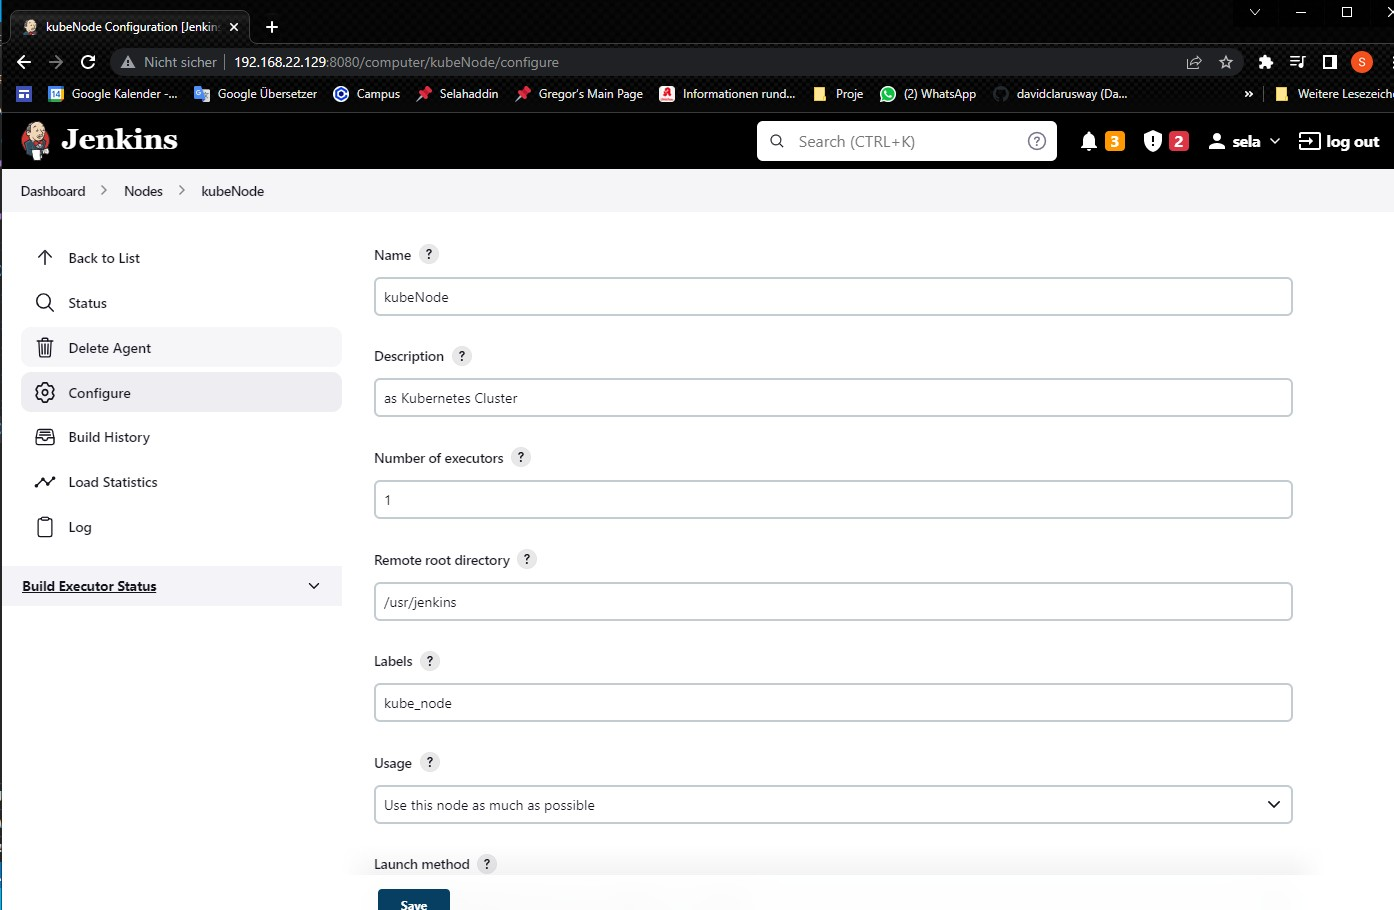 kubeNode Configuration [Jenkins
Nicht sicher 192.168.22.129:8080/computer/kubeNode/configure S
14 Google Kalender -... Google Übersetzer Campus Selahaddin Gregor's Main Page Informationen rund... Proje (2) WhatsApp davidclarusway (Da... » Weitere Lesezeich
Jenkins Search (CTRL+K) ? 3 2 sela log out
Dashboard > Nodes > kubeNode
Back to List
Status
Delete Agent
Configure
Build History
Load Statistics
Log
Build Executor Status
Name ?
kubeNode
Description ?
as Kubernetes Cluster
Number of executors ?
1
Remote root directory ?
/usr/jenkins
Labels ?
kube_node
Usage ?
Use this node as much as possible
Launch method ?
Save